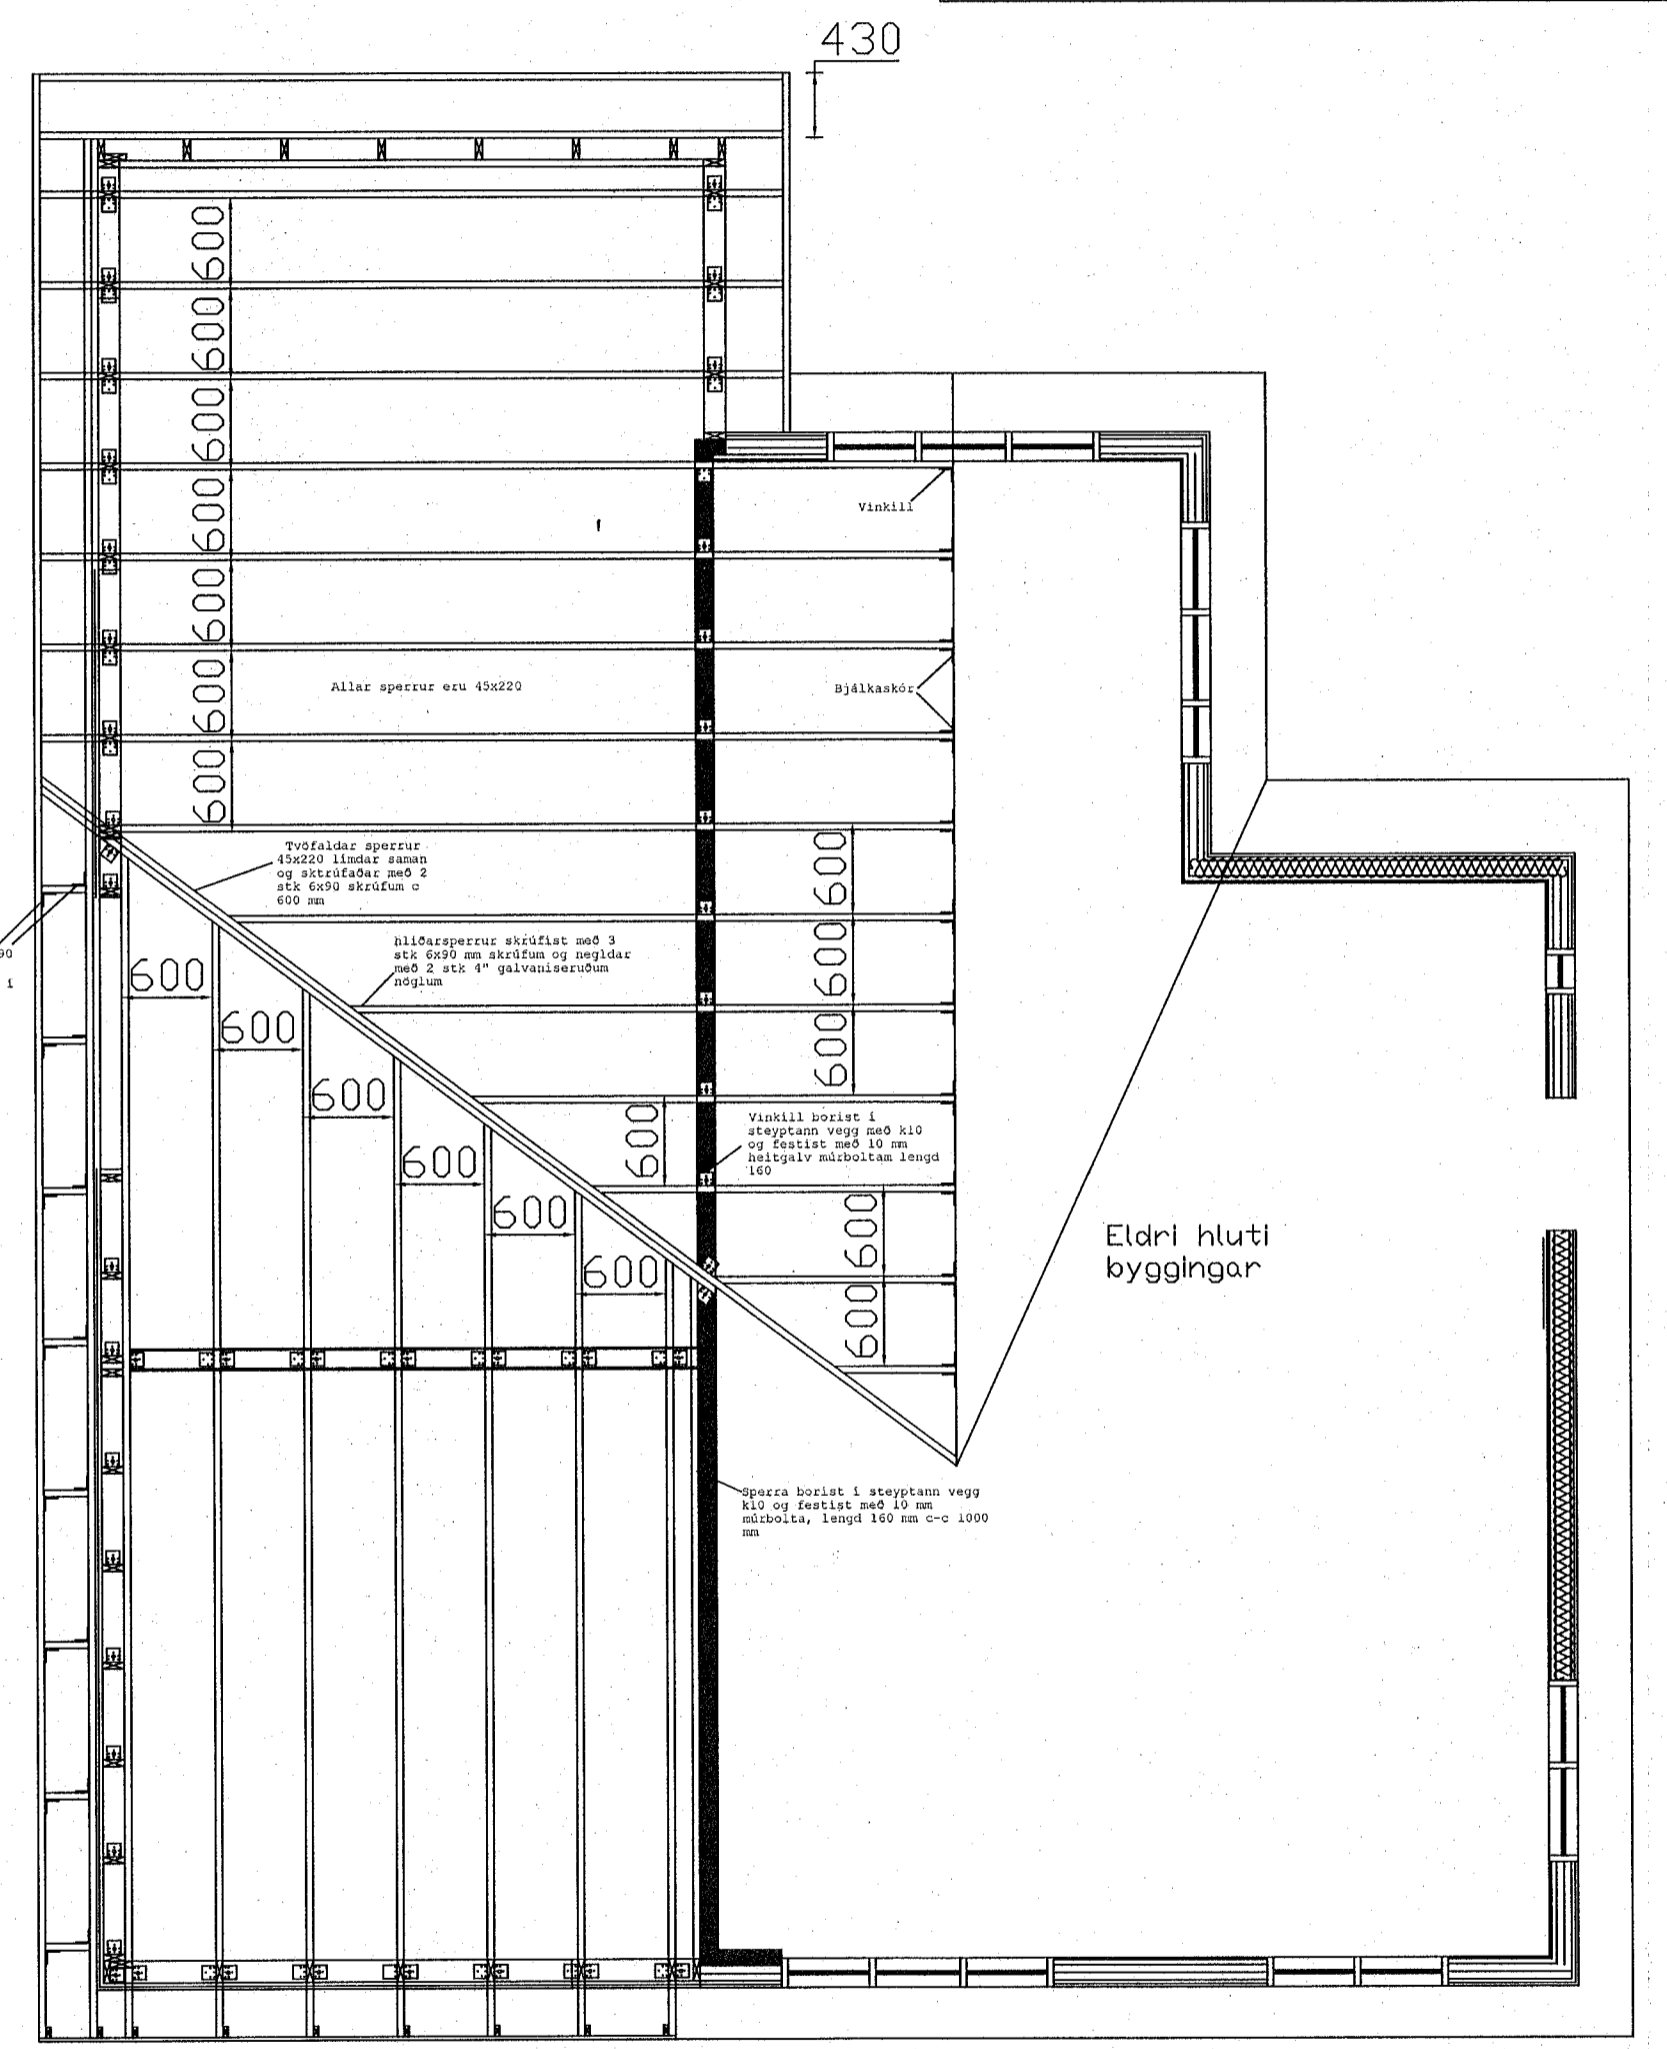 430
600
600
600
600
600
600
600
Vinkill
Allar sperrur eru 45x220
Bjálkaskór
Tvöfaldar sperrur
45x220 límdar saman
og sktrúfaðar með 2
stk 6x90 skrúfum c
600 mm
hliðarsperrur skrúfist með 3
stk 6x90 mm skrúfum og negldar
með 2 stk 4" galvaniseruðum
nöglum
90
í
600
600
600
600
600
600
600
600
600
600
Vinkill borist í
steyptann vegg með k10
og festist með 10 mm
heitgalv múrboltam lengd
160
600
600
Eldri hluti
byggingar
Sperra borist í steyptann vegg
k10 og festist með 10 mm
múrbolta, lengd 160 mm c-c 1000
mm